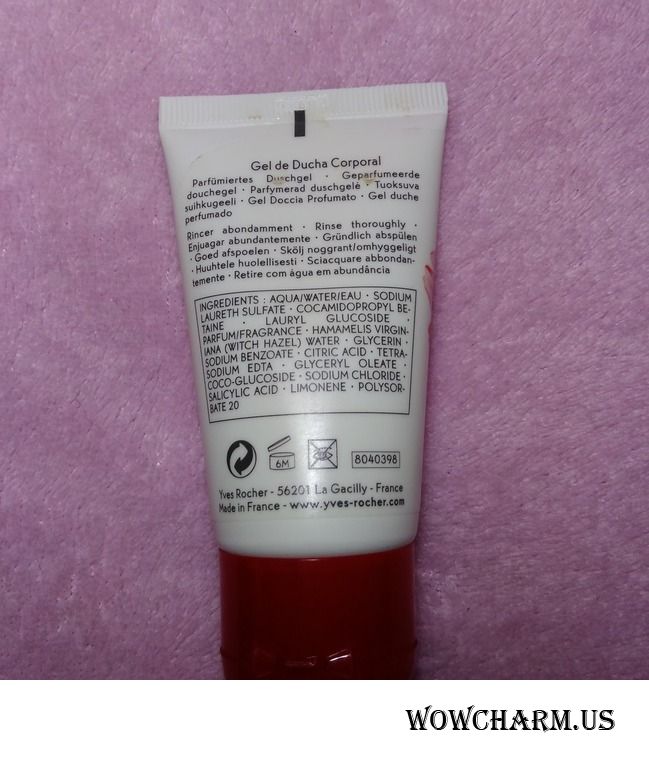 Gel de Ducha Corporal
Parfümiertes Duschgel · Geparfumeerde
douchegel · Parfymerad duschgelé · Tuoksuva
suihkugeeli · Gel Doccia Profumato · Gel duche
perfumado
Rincer abondamment · Rinse thoroughly ·
Enjuagar abundantemente · Gründlich abspülen
· Goed afspoelen · Skölj noggrant/omhyggeligt
· Huuhtele huolellisesti · Sciacquare abbondan-
temente · Retire com água em abundância
INGREDIENTS : AQUA/WATER/EAU · SODIUM
LAURETH SULFATE · COCAMIDOPROPYL BE-
TAINE · LAURYL GLUCOSIDE ·
PARFUM/FRAGRANCE · HAMAMELIS VIRGIN-
IANA (WITCH HAZEL) WATER · GLYCERIN ·
SODIUM BENZOATE · CITRIC ACID · TETRA-
SODIUM EDTA · GLYCERYL OLEATE ·
COCO-GLUCOSIDE · SODIUM CHLORIDE ·
SALICYLIC ACID · LIMONENE · POLYSOR-
BATE 20
6M
8040398
Yves Rocher - 56201 La Gacilly - France
Made in France - www.yves-rocher.com
WOWCHARM.US